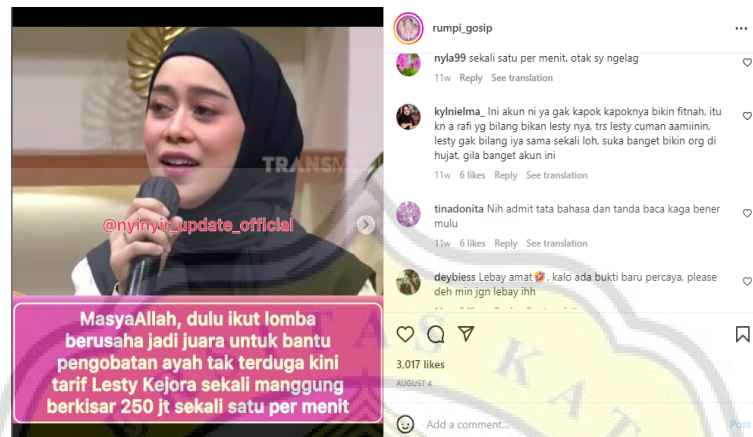 TRANSM
@nyinyir_update_official
MasyaAllah, dulu ikut lomba
berusaha jadi juara untuk bantu
pengobatan ayah tak terduga kini
tarif Lesty Kejora sekali manggung
berkisar 250 jt sekali satu per menit
rumpi_gosip
nyla99 sekali satu per menit. otak sy ngelag
11w Reply See translation
kylnielma_ Ini akun ni ya gak kapok kapoknya bikin fitnah, itu
kn a rafi yg bilang bikan lesty nya, trs lesty cuman aamiinin,
lesty gak bilang iya sama sekali loh, suka banget bikin org di
hujat, gila banget akun ini
11w 6 likes Reply See translation
tinadonita Nih admit tata bahasa dan tanda baca kaga bener
mulu
11w 6 likes Reply See translation
deybiess Lebay amat🤣, kalo ada bukti baru percaya, please
deh min jgn lebay ihh
3,017 likes
AUGUST 4
Add a comment...
Post